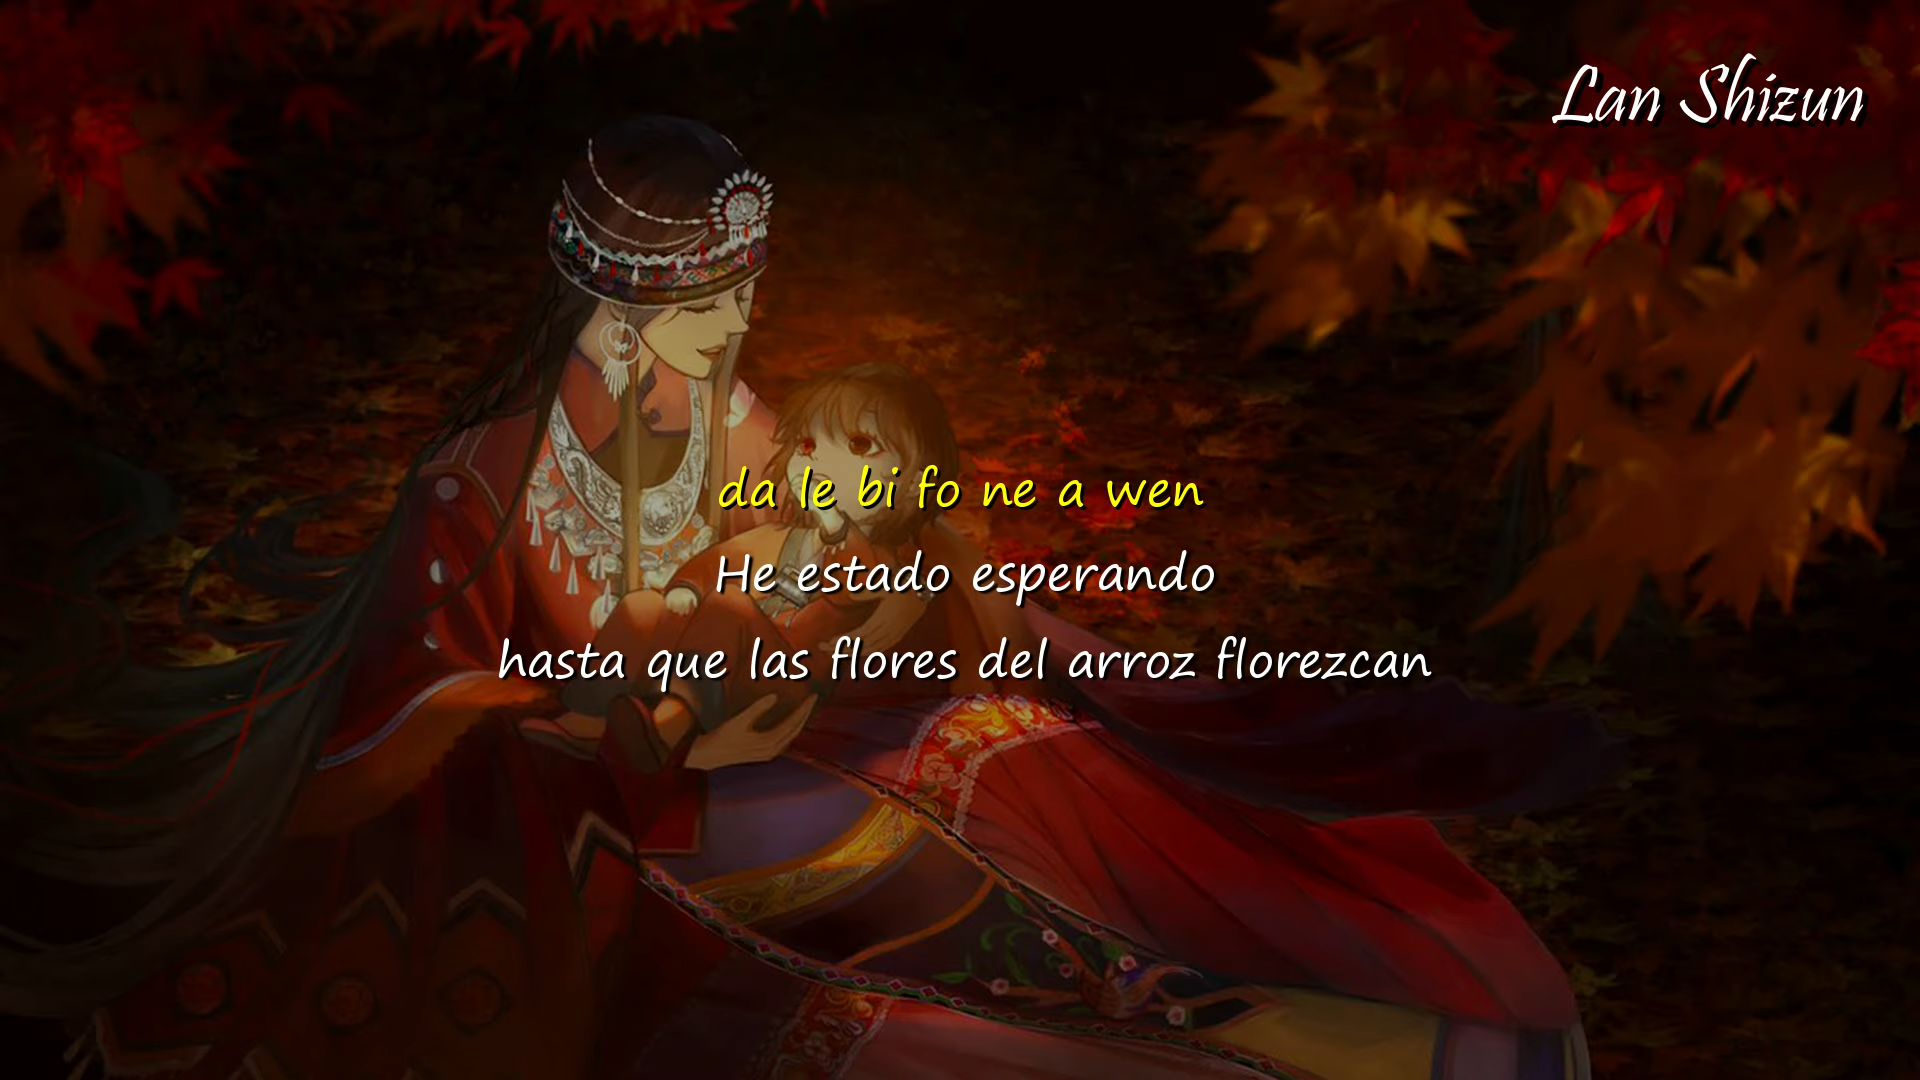 Lan Shizun
da le bi fo ne a wen
He estado esperando
hasta que las flores del arroz florezcan